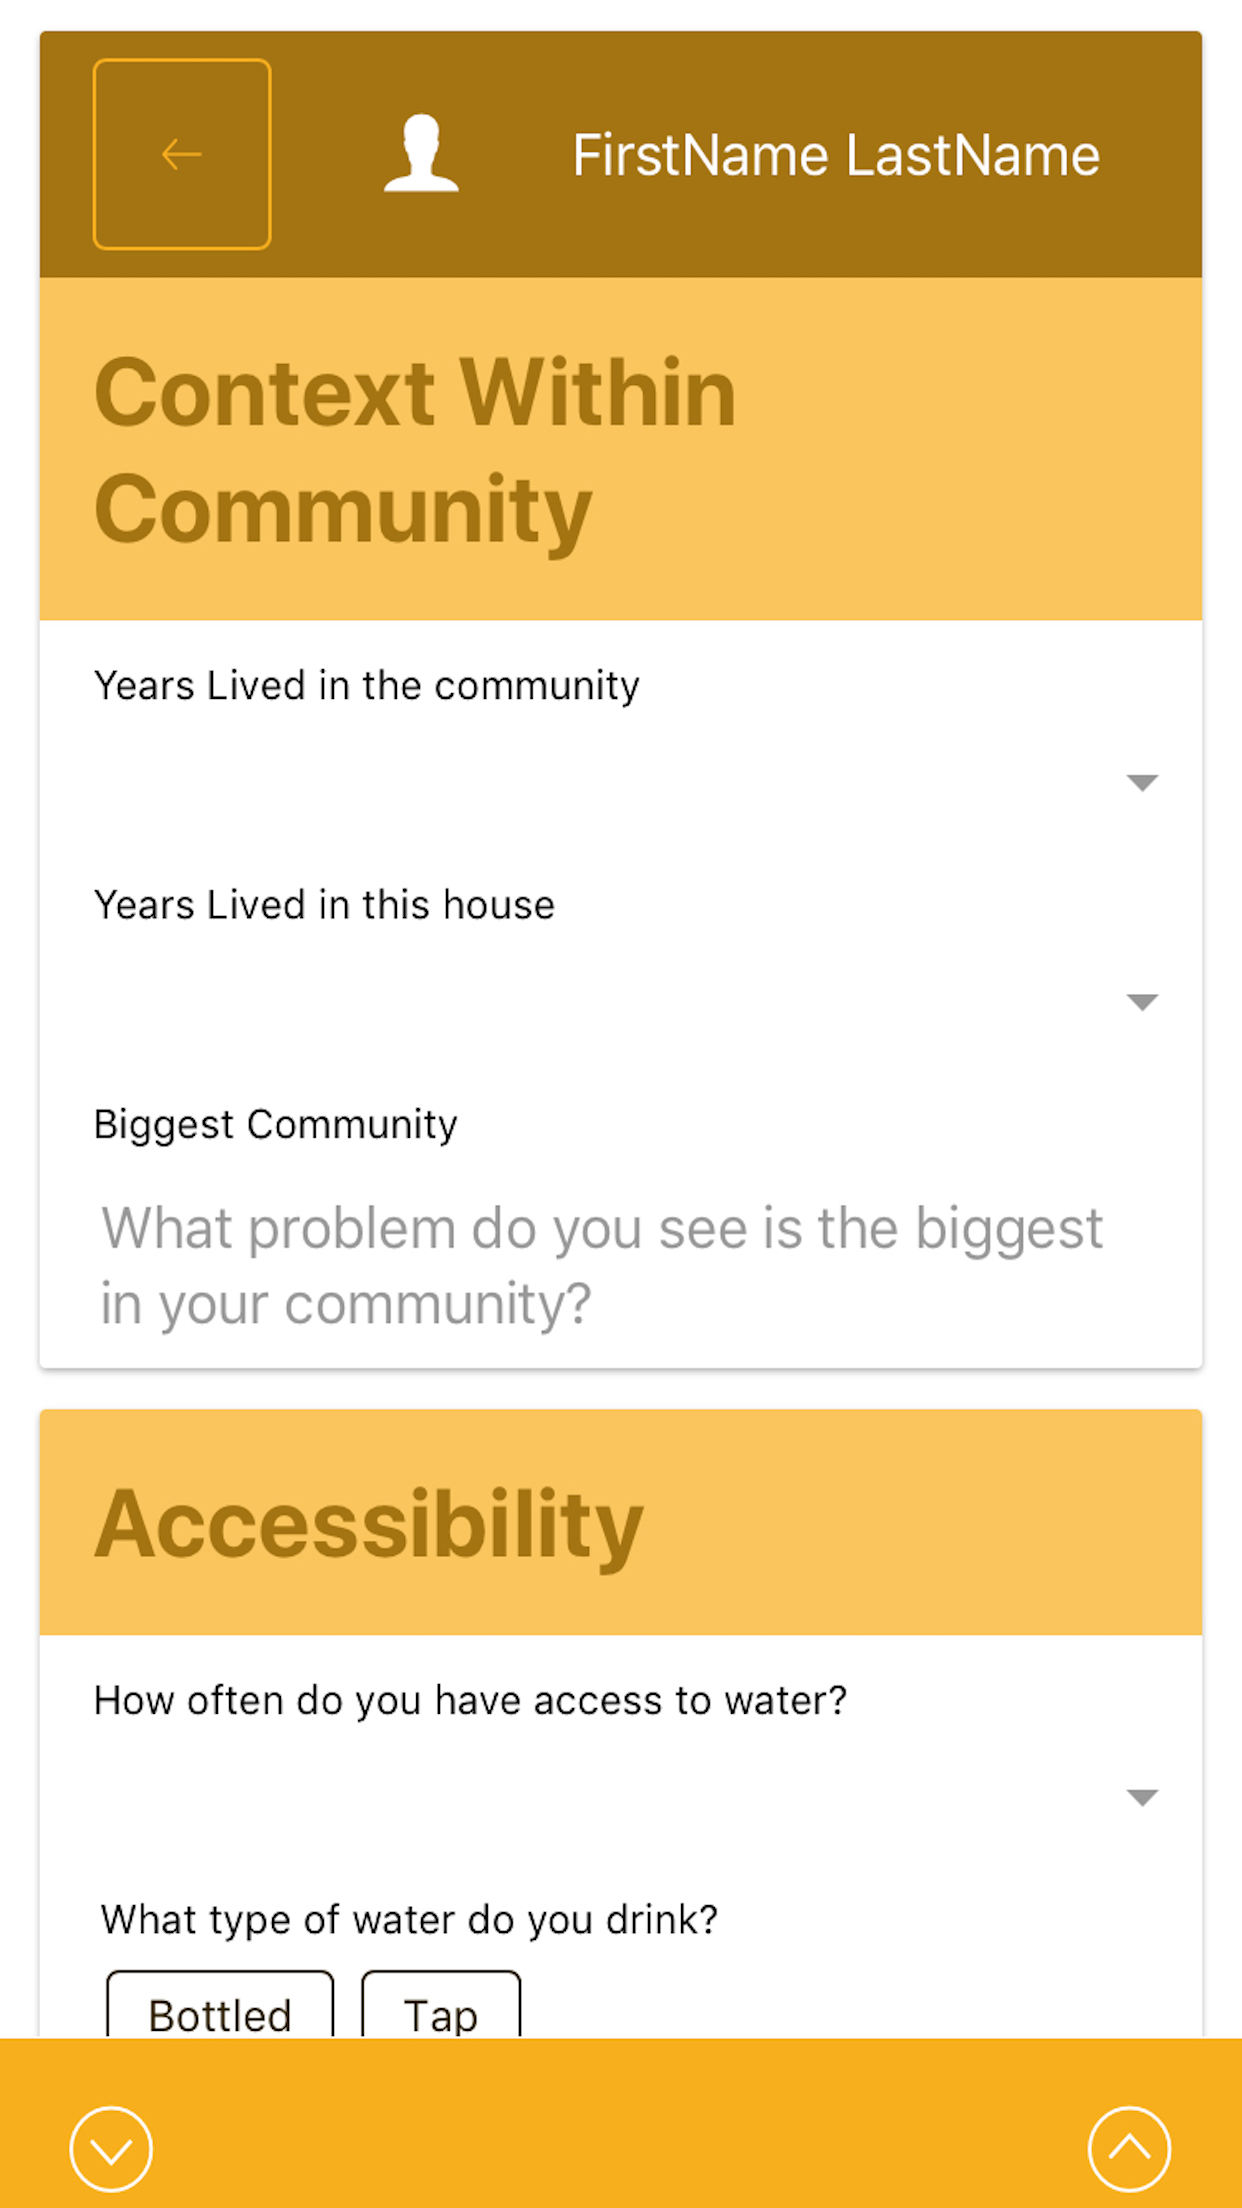 FirstName LastName
Context Within
Community
Years Lived in the community
Years Lived in this house
Biggest Community
What problem do you see is the biggest
in your community?
Accessibility
How often do you have access to water?
What type of water do you drink?
Bottled Tap